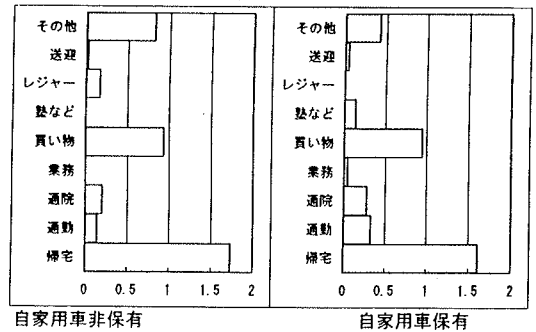 その他
送迎
レジャー
塾など
買い物
業務
通院
通勤
帰宅
0 0.5 1 1.5 2
自家用車非保有
その他
送迎
レジャー
塾など
買い物
業務
通院
通勤
帰宅
0 0.5 1 1.5 2
自家用車保有